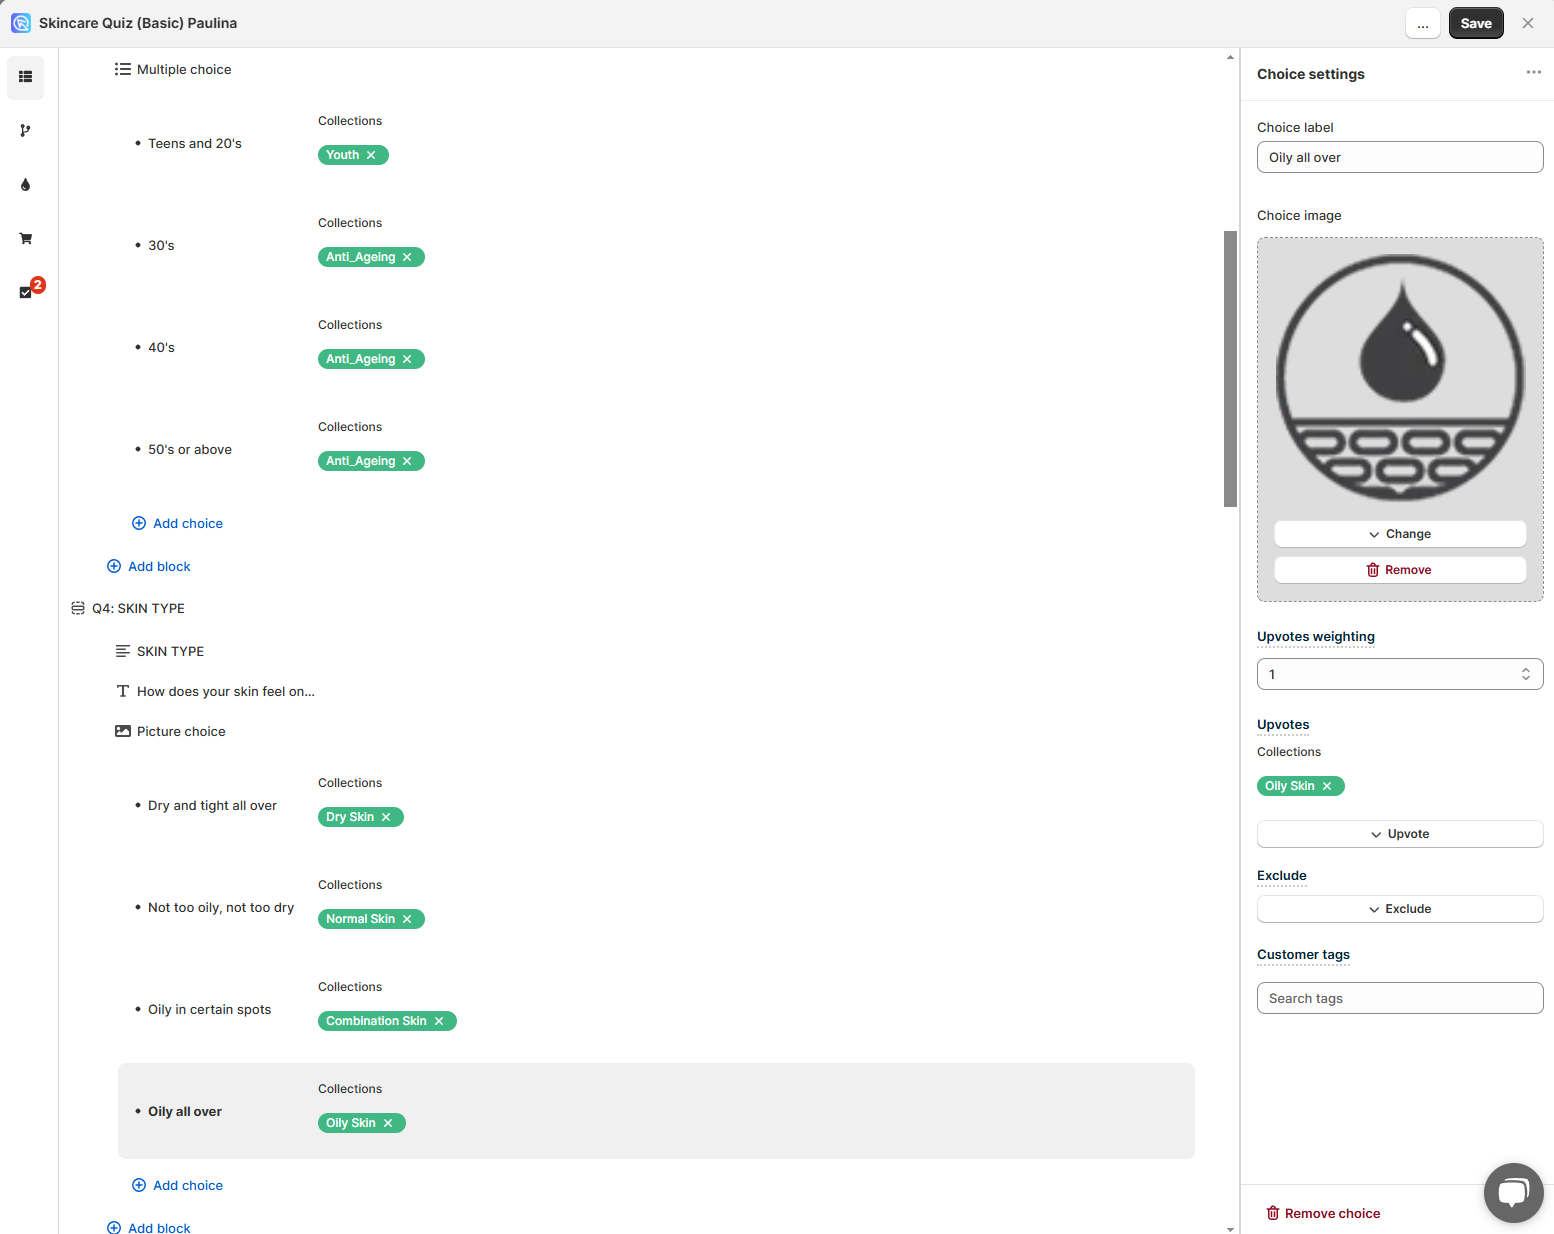 Skincare Quiz (Basic) Paulina
...
Save
2
Multiple choice
Collections
Teens and 20's
Youth
Collections
30's
Anti_Ageing
Collections
40's
Anti_Ageing
Collections
50's or above
Anti_Ageing
Add choice
Add block
Q4: SKIN TYPE
SKIN TYPE
How does your skin feel on...
Picture choice
Collections
Dry and tight all over
Dry Skin
Collections
Not too oily, not too dry
Normal Skin
Collections
Oily in certain spots
Combination Skin
Collections
Oily all over
Oily Skin
Add choice
Add block
Choice settings
Choice label
Oily all over
Choice image
Change
Remove
Upvotes weighting
1
Upvotes
Collections
Oily Skin
Upvote
Exclude
Exclude
Customer tags
Search tags
Remove choice